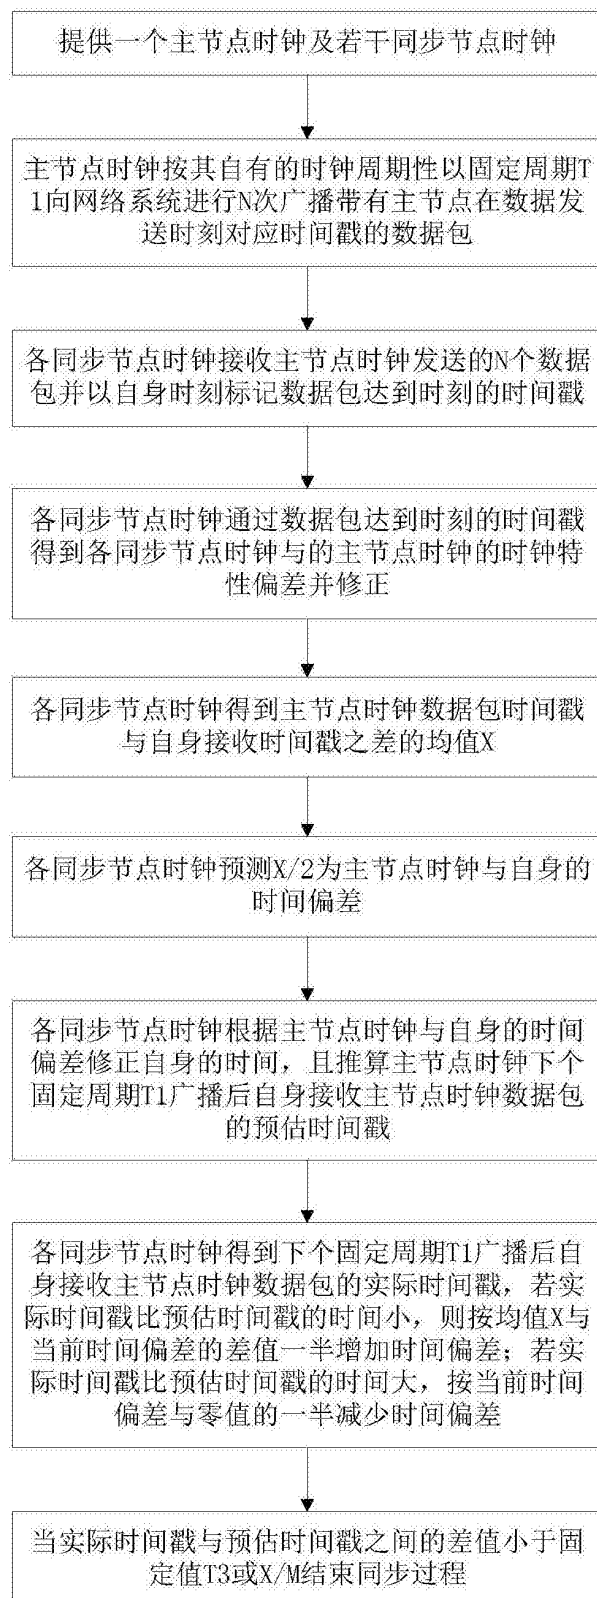 提供一个主节点时钟及若干同步节点时钟
主节点时钟按其自有的时钟周期性以固定周期T
1向网络系统进行N次广播带有主节点在数据发
送时刻对应时间戳的数据包
各同步节点时钟接收主节点时钟发送的N个数据
包并以自身时刻标记数据包达到时刻的时间戳
各同步节点时钟通过数据包达到时刻的时间戳
得到各同步节点时钟与的主节点时钟的时钟特
性偏差并修正
各同步节点时钟得到主节点时钟数据包时间戳
与自身接收时间戳之差的均值X
各同步节点时钟预测X/2为主节点时钟与自身的
时间偏差
各同步节点时钟根据主节点时钟与自身的时间
偏差修正自身的时间，且推算主节点时钟下个
固定周期T1广播后自身接收主节点时钟数据包
的预估时间戳
各同步节点时钟得到下个固定周期T1广播后自
身接收主节点时钟数据包的实际时间戳，若实
际时间戳比预估时间戳的时间小，则按均值X与
当前时间偏差的差值一半增加时间偏差；若实
际时间戳比预估时间戳的时间大，按当前时间
偏差与零值的一半减少时间偏差
当实际时间戳与预估时间戳之间的差值小于固
定值T3或X/M结束同步过程